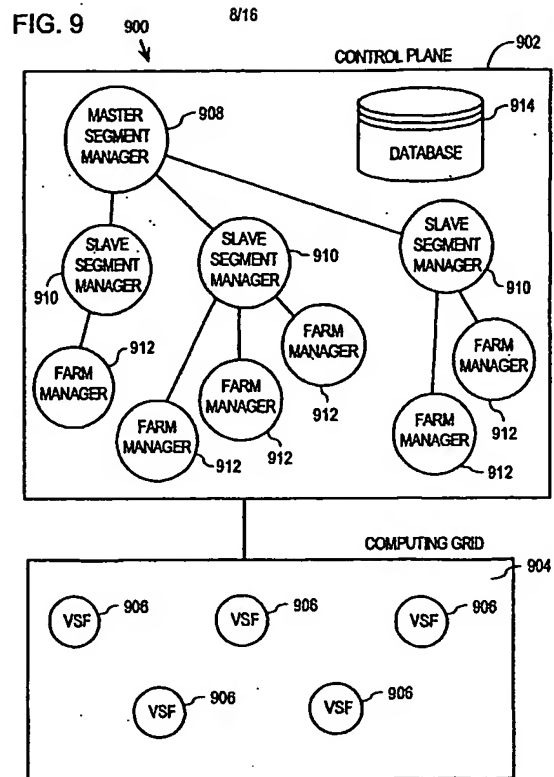 FIG. 9
8/16
900
CONTROL PLANE
902
MASTER
SEGMENT
MANAGER
908
914
DATABASE
SLAVE
SEGMENT
MANAGER
910
SLAVE
SEGMENT
MANAGER
910
SLAVE
SEGMENT
MANAGER
910
912
FARM
MANAGER
FARM
MANAGER
912
FARM
MANAGER
912
FARM
MANAGER
912
FARM
MANAGER
912
FARM
MANAGER
912
COMPUTING GRID
904
VSF
906
VSF
906
VSF
906
VSF
906
VSF
906